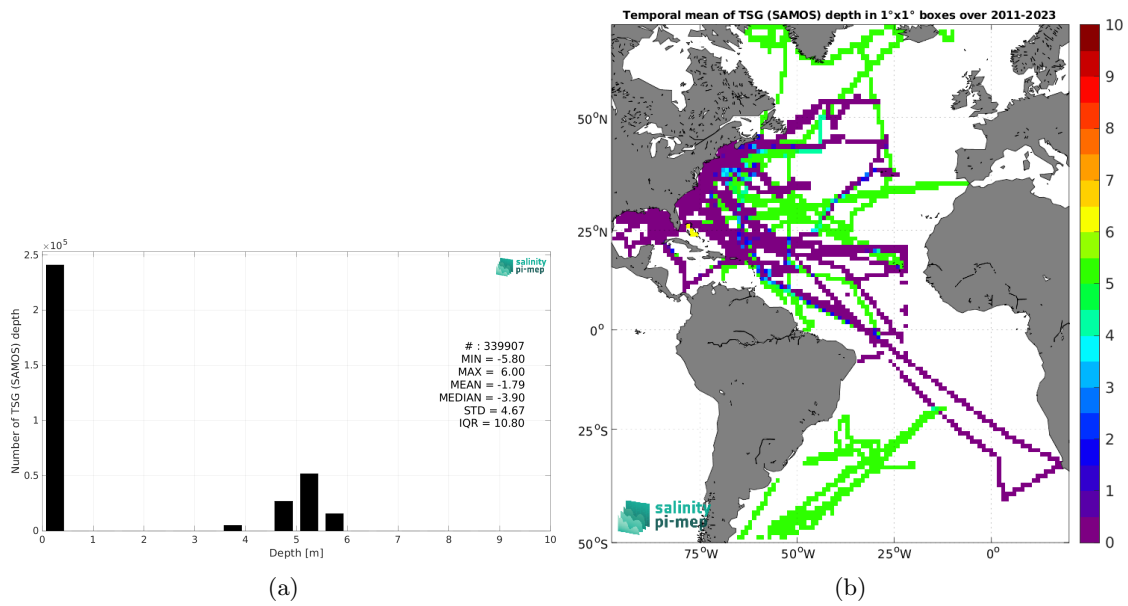 ×10⁵
2.5
2
1.5
1
0.5
0
Number of TSG (SAMOS) depth
salinity
pi-mep
# : 339907
MIN = -5.80
MAX = 6.00
MEAN = -1.79
MEDIAN = -3.90
STD = 4.67
IQR = 10.80
0 1 2 3 4 5 6 7 8 9 10
Depth [m]
(a)
Temporal mean of TSG (SAMOS) depth in 1°x1° boxes over 2011-2023
50°N
25°N
0°
25°S
50°S
75°W 50°W 25°W 0°
salinity
pi-mep
10
9
8
7
6
5
4
3
2
1
0
(b)